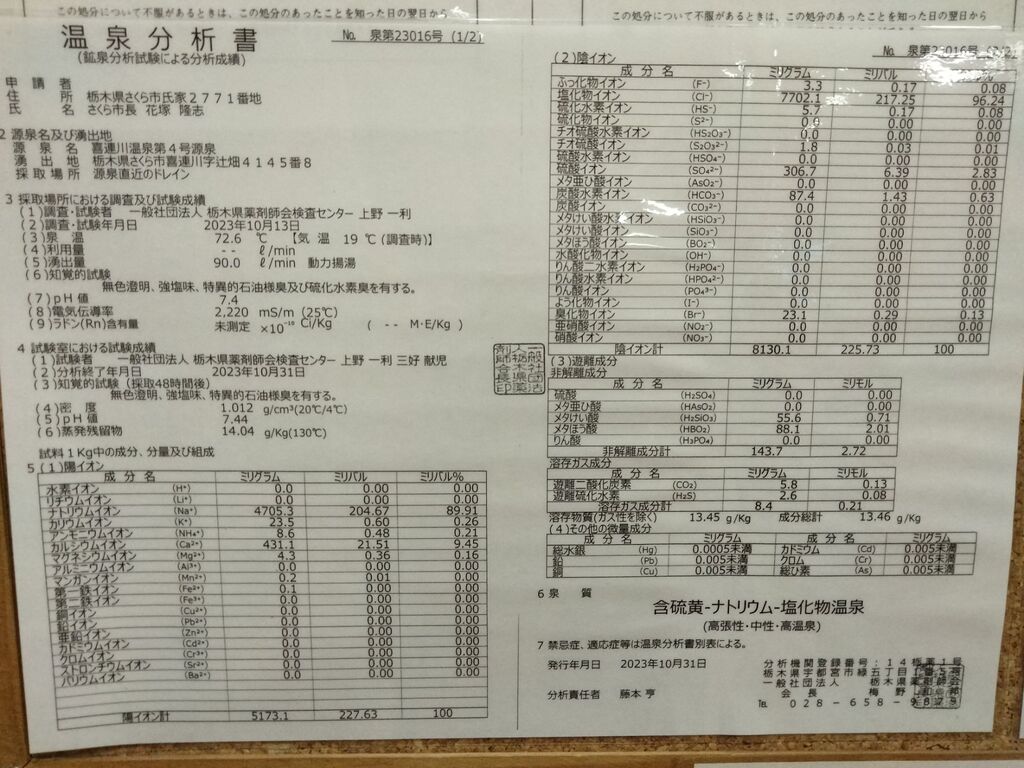 この処分について不服があるときは、この処分のあったことを知った日の翌日から
この処分について不服があるときは、この処分のあったことを知った日の翌日から
温泉分析書
№ 泉第23016号 (1/2)
(鉱泉分析試験による分析成績)
申請者
住所 栃木県さくら市氏家2771番地
氏名 さくら市長 花塚 隆志
2 源泉名及び湧出地
源泉名 喜連川温泉第4号源泉
湧出地 栃木県さくら市喜連川字辻畑4145番8
採取場所 源泉直近のドレイン
3 採取場所における調査及び試験成績
(1)調査・試験者 一般社団法人 栃木県薬剤師会検査センター 上野 一利
(2)調査・試験年月日 2023年10月13日
(3)泉温 72.6 ℃ 【気温 19 ℃ (調査時)】
(4)利用量 -- ℓ/min
(5)湧出量 90.0 ℓ/min 動力揚湯
(6)知覚的試験
無色澄明、強塩味、特異的石油様臭及び硫化水素臭を有する。
(7)pH値 7.4
(8)電気伝導率 2,220 mS/m (25℃)
(9)ラドン(Rn)含有量 未測定 ×10⁻¹⁰ Ci/Kg ( -- M・E/Kg )
4 試験室における試験成績
(1)試験者 一般社団法人 栃木県薬剤師会検査センター 上野 一利 三好 献児
(2)分析終了年月日 2023年10月31日
(3)知覚的試験 (採取48時間後)
無色澄明、強塩味、特異的石油様臭を有する。
(4)密度 1.012 g/cm³(20℃/4℃)
(5)pH値 7.44
(6)蒸発残留物 14.04 g/Kg(130℃)
試料1Kg中の成分、分量及び組成
5 (1)陽イオン
成分名 ミリグラム ミリバル ミリバル%
水素イオン (H⁺) 0.0 0.00 0.00
リチウムイオン (Li⁺) 0.0 0.00 0.00
ナトリウムイオン (Na⁺) 4705.3 204.67 89.91
カリウムイオン (K⁺) 23.5 0.60 0.26
アンモニウムイオン (NH₄⁺) 8.6 0.48 0.21
カルシウムイオン (Ca²⁺) 431.1 21.51 9.45
マグネシウムイオン (Mg²⁺) 4.3 0.36 0.16
アルミニウムイオン (Al³⁺) 0.0 0.00 0.00
マンガンイオン (Mn²⁺) 0.2 0.01 0.00
第一鉄イオン (Fe²⁺) 0.1 0.00 0.00
第二鉄イオン (Fe³⁺) 0.0 0.00 0.00
銅イオン (Cu²⁺) 0.0 0.00 0.00
鉛イオン (Pb²⁺) 0.0 0.00 0.00
亜鉛イオン (Zn²⁺) 0.0 0.00 0.00
カドミウムイオン (Cd²⁺) 0.0 0.00 0.00
クロムイオン (Cr³⁺) 0.0 0.00 0.00
ストロンチウムイオン (Sr²⁺) 0.0 0.00 0.00
バリウムイオン (Ba²⁺) 0.0 0.00 0.00
陽イオン計 5173.1 227.63 100
№ 泉第23016号 (1/2)
(2)陰イオン
成分名 ミリグラム ミリバル
ふっ化物イオン (F⁻) 3.3 0.17 0.08
塩化物イオン (Cl⁻) 7702.1 217.25 96.24
硫化水素イオン (HS⁻) 5.7 0.17 0.08
硫化物イオン (S²⁻) 0.0 0.00 0.00
チオ硫酸水素イオン (HS₂O₃⁻) 0.0 0.00 0.00
チオ硫酸イオン (S₂O₃²⁻) 1.8 0.03 0.01
硫酸水素イオン (HSO₄⁻) 0.0 0.00 0.00
硫酸イオン (SO₄²⁻) 306.7 6.39 2.83
メタ亜ひ酸イオン (AsO₂⁻) 0.0 0.00 0.00
炭酸水素イオン (HCO₃⁻) 87.4 1.43 0.63
炭酸イオン (CO₃²⁻) 0.0 0.00 0.00
メタけい酸水素イオン (HSiO₃⁻) 0.0 0.00 0.00
メタけい酸イオン (SiO₃⁻) 0.0 0.00 0.00
メタほう酸イオン (BO₂⁻) 0.0 0.00 0.00
水酸化物イオン (OH⁻) 0.0 0.00 0.00
りん酸二水素イオン (H₂PO₄⁻) 0.0 0.00 0.00
りん酸水素イオン (HPO₄²⁻) 0.0 0.00 0.00
りん酸イオン (PO₄³⁻) 0.0 0.00 0.00
よう化物イオン (I⁻) 0.0 0.00 0.00
臭化物イオン (Br⁻) 23.1 0.29 0.13
亜硝酸イオン (NO₂⁻) 0.0 0.00 0.00
硝酸イオン (NO₃⁻) 0.0 0.00 0.00
陰イオン計 8130.1 225.73 100
(3)遊離成分
非解離成分
成分名 ミリグラム ミリモル
硫酸 (H₂SO₄) 0.0 0.00
メタ亜ひ酸 (HAsO₂) 0.0 0.00
メタけい酸 (H₂SiO₃) 55.6 0.71
メタほう酸 (HBO₂) 88.1 2.01
りん酸 (H₃PO₄) 0.0 0.00
非解離成分計 143.7 2.72
溶存ガス成分
成分名 ミリグラム ミリモル
遊離二酸化炭素 (CO₂) 5.8 0.13
遊離硫化水素 (H₂S) 2.6 0.08
溶存ガス成分計 8.4 0.21
溶存物質(ガス性を除く) 13.45 g/Kg 成分総計 13.46 g/Kg
(4)その他の微量成分
成分名 ミリグラム 成分名 ミリグラム
総水銀 (Hg) 0.0005未満 カドミウム (Cd) 0.005未満
鉛 (Pb) 0.005未満 クロム (Cr) 0.005未満
銅 (Cu) 0.005未満 総ひ素 (As) 0.005未満
6 泉質
含硫黄-ナトリウム-塩化物温泉
(高張性・中性・高温泉)
7 禁忌症、適応症等は温泉分析書別表による。
発行年月日 2023年10月31日
分析機関登録番号:14栃薬1号
栃木県宇都宮市緑五丁目
一般社団法人 栃木県
会長 梅野
℡ 028-658-9
分析責任者 藤本 亨
一般社団法人栃木県薬剤師会長印